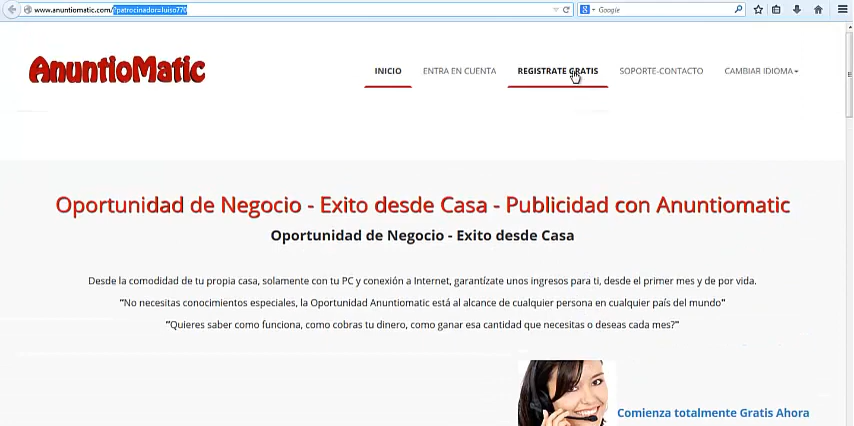 www.anuntiomatic.com/?patrocinador=luiso770
Google
AnuntioMatic
INICIO
ENTRA EN CUENTA
REGISTRATE GRATIS
SOPORTE-CONTACTO
CAMBIAR IDIOMA
Oportunidad de Negocio - Exito desde Casa - Publicidad con Anuntiomatic
Oportunidad de Negocio - Exito desde Casa
Desde la comodidad de tu propia casa, solamente con tu PC y conexión a Internet, garantízate unos ingresos para tí, desde el primer mes y de por vida.
"No necesitas conocimientos especiales, la Oportunidad Anuntiomatic está al alcance de cualquier persona en cualquier país del mundo"
"Quieres saber como funciona, como cobras tu dinero, como ganar esa cantidad que necesitas o deseas cada mes?"
Comienza totalmente Gratis Ahora